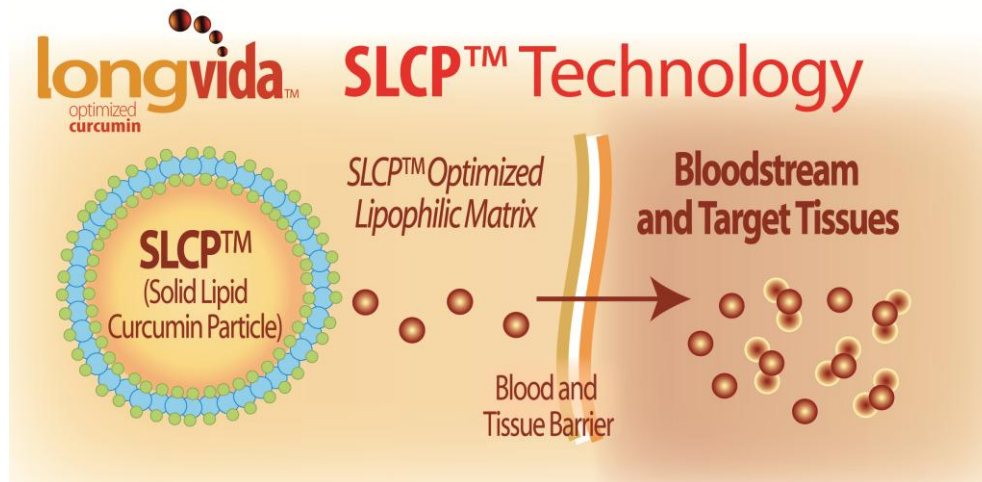 longvida™
optimized
curcumin
SLCP™ Technology
SLCP™
(Solid Lipid
Curcumin Particle)
SLCP™ Optimized
Lipophilic Matrix
Blood and
Tissue Barrier
Bloodstream
and Target Tissues